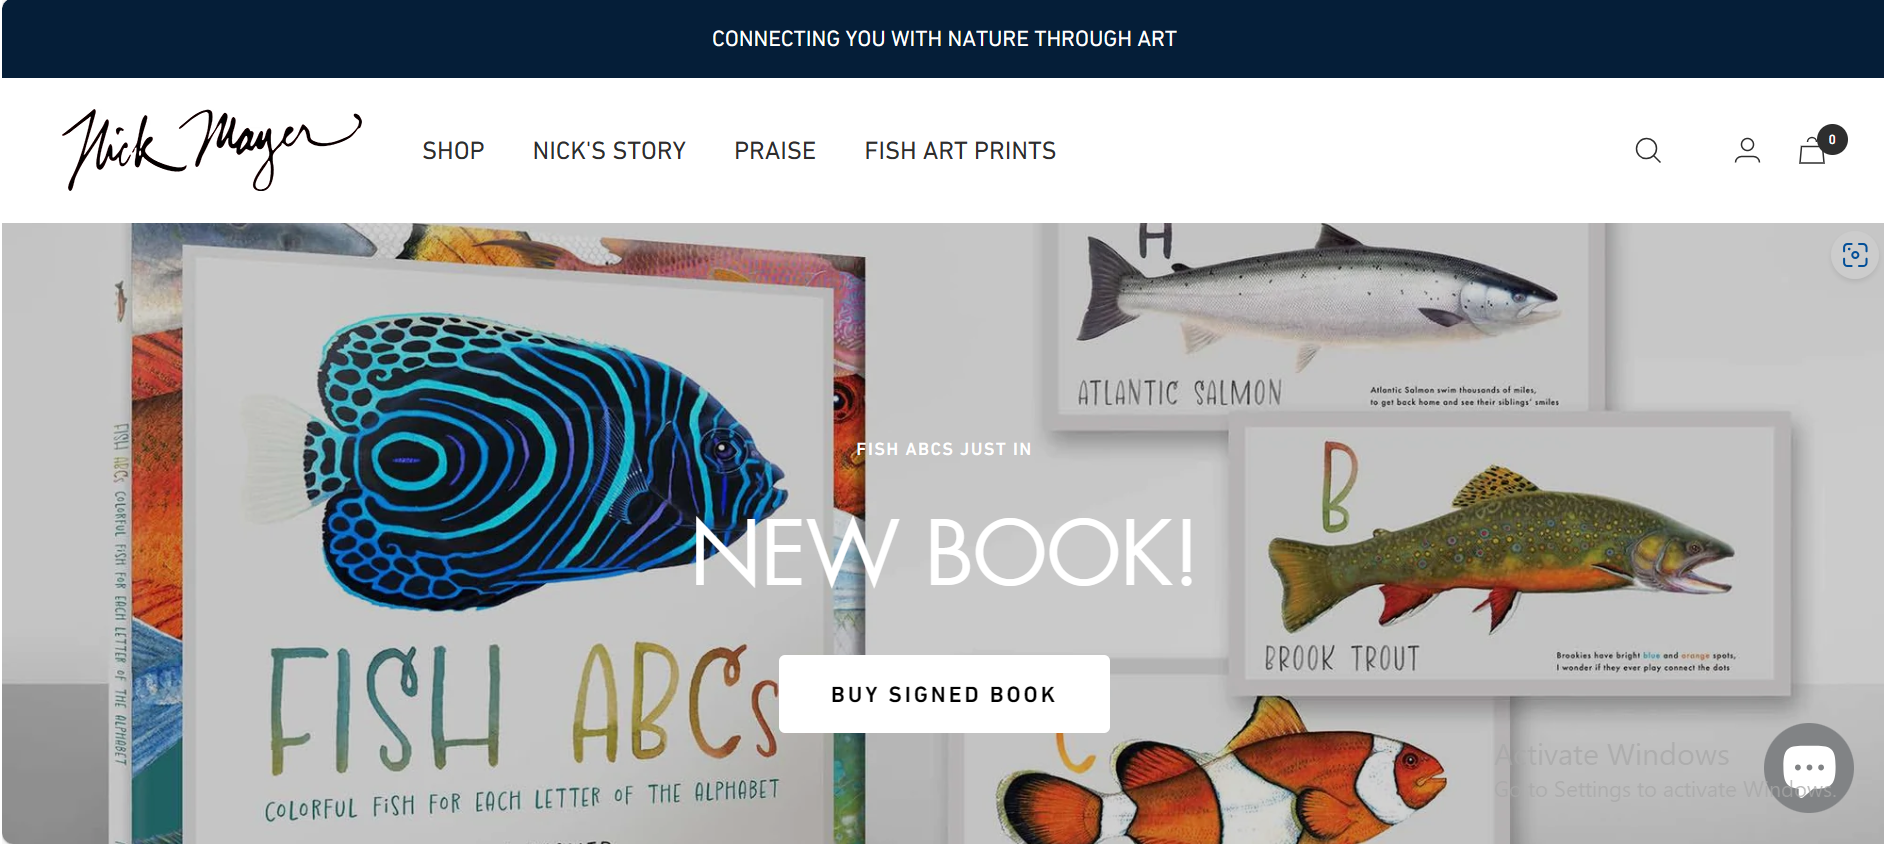 CONNECTING YOU WITH NATURE THROUGH ART
Nick Mayer
SHOP
NICK'S STORY
PRAISE
FISH ART PRINTS
0
FISH ABCs COLORFUL FISH FOR EACH LETTER OF THE ALPHABET
H
ATLANTIC SALMON
Atlantic Salmon swim thousands of miles,
to get back home and see their siblings' smiles
FISH ABCS JUST IN
NEW BOOK!
B
BROOK TROUT
Brookies have bright blue and orange spots,
I wonder if they ever play connect the dots
FISH ABCs
COLORFUL FISH FOR EACH LETTER OF THE ALPHABET
BUY SIGNED BOOK
C
Activate Windows
Go to Settings to activate Windows.